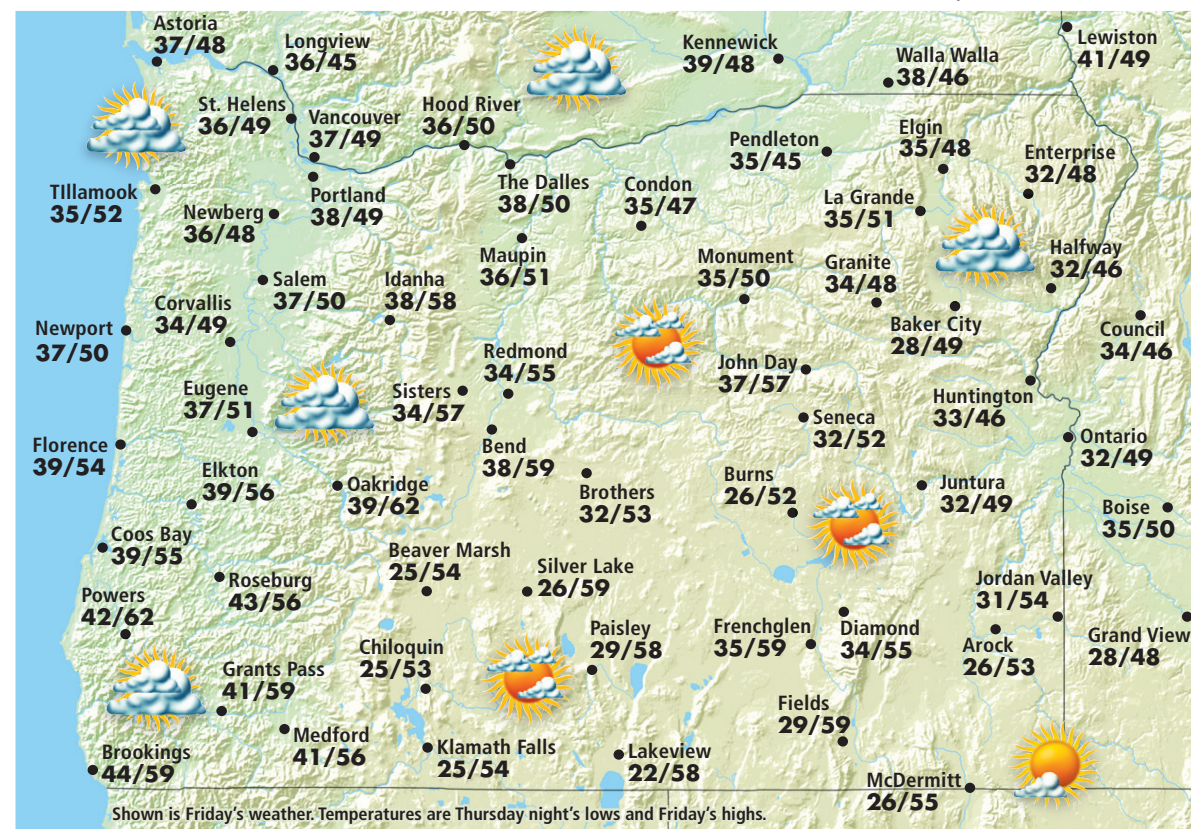 Astoria
37/48
Longview
36/45
Kennewick
39/48
Walla Walla
38/46
Lewiston
41/49
St. Helens
36/49
Vancouver
37/49
Hood River
36/50
Pendleton
35/45
Elgin
35/48
Enterprise
32/48
TIllamook
35/52
Newberg
36/48
Portland
38/49
The Dalles
38/50
Condon
35/47
La Grande
35/51
Maupin
36/51
Monument
35/50
Granite
34/48
Halfway
32/46
Salem
37/50
Idanha
38/58
Corvallis
34/49
Newport
37/50
Baker City
28/49
Council
34/46
Redmond
34/55
John Day
37/57
Eugene
37/51
Sisters
34/57
Huntington
33/46
Seneca
32/52
Florence
39/54
Bend
38/59
Ontario
32/49
Elkton
39/56
Oakridge
39/62
Brothers
32/53
Burns
26/52
Juntura
32/49
Boise
35/50
Coos Bay
39/55
Beaver Marsh
25/54
Silver Lake
26/59
Roseburg
43/56
Jordan Valley
31/54
Powers
42/62
Paisley
29/58
Frenchglen
35/59
Diamond
34/55
Arock
26/53
Grand View
28/48
Chiloquin
25/53
Grants Pass
41/59
Fields
29/59
Medford
41/56
Klamath Falls
25/54
Lakeview
22/58
Brookings
44/59
McDermitt
26/55
Shown is Friday's weather. Temperatures are Thursday night's lows and Friday's highs.